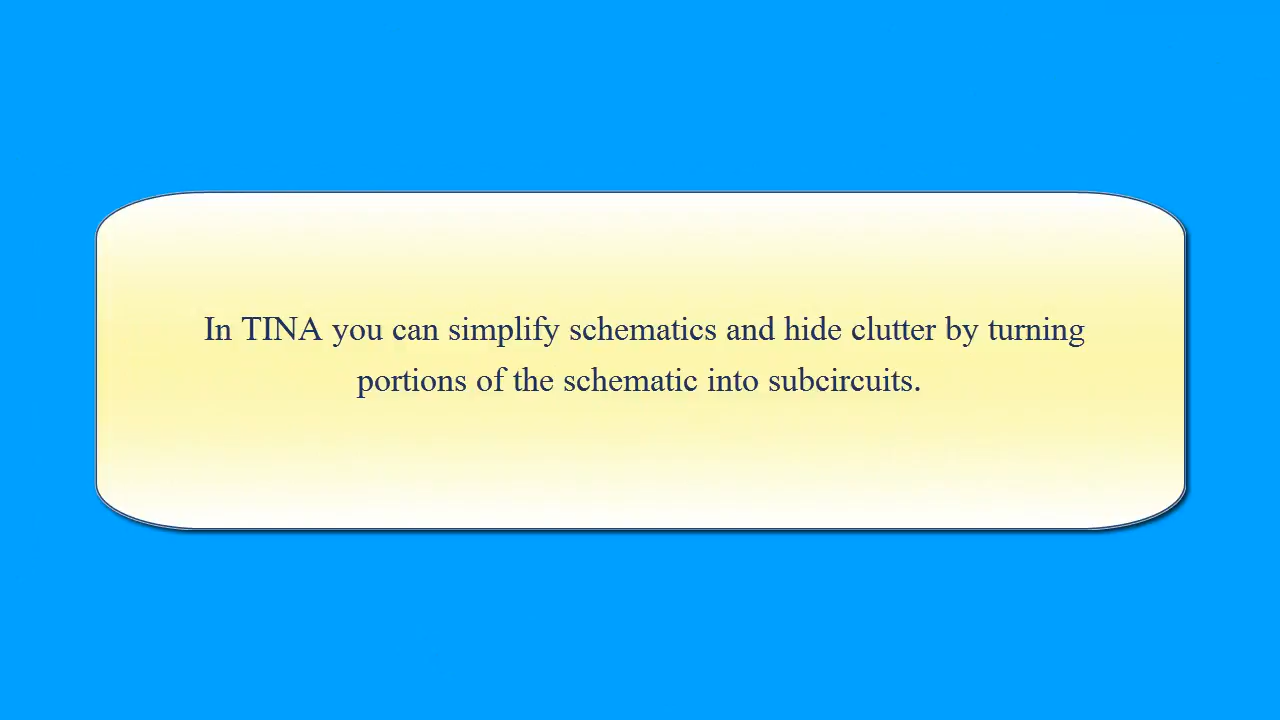 In TINA you can simplify schematics and hide clutter by turning
portions of the schematic into subcircuits.